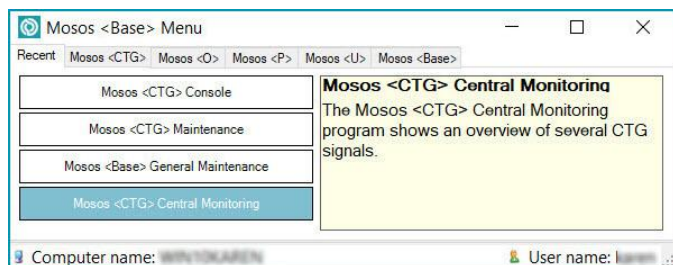 Mosos <Base> Menu
Recent Mosos <CTG> Mosos <O> Mosos <P> Mosos <U> Mosos <Base>
Mosos <CTG> Console
Mosos <CTG> Maintenance
Mosos <Base> General Maintenance
Mosos <CTG> Central Monitoring
Mosos <CTG> Central Monitoring
The Mosos <CTG> Central Monitoring
program shows an overview of several CTG
signals.
Computer name:
User name: